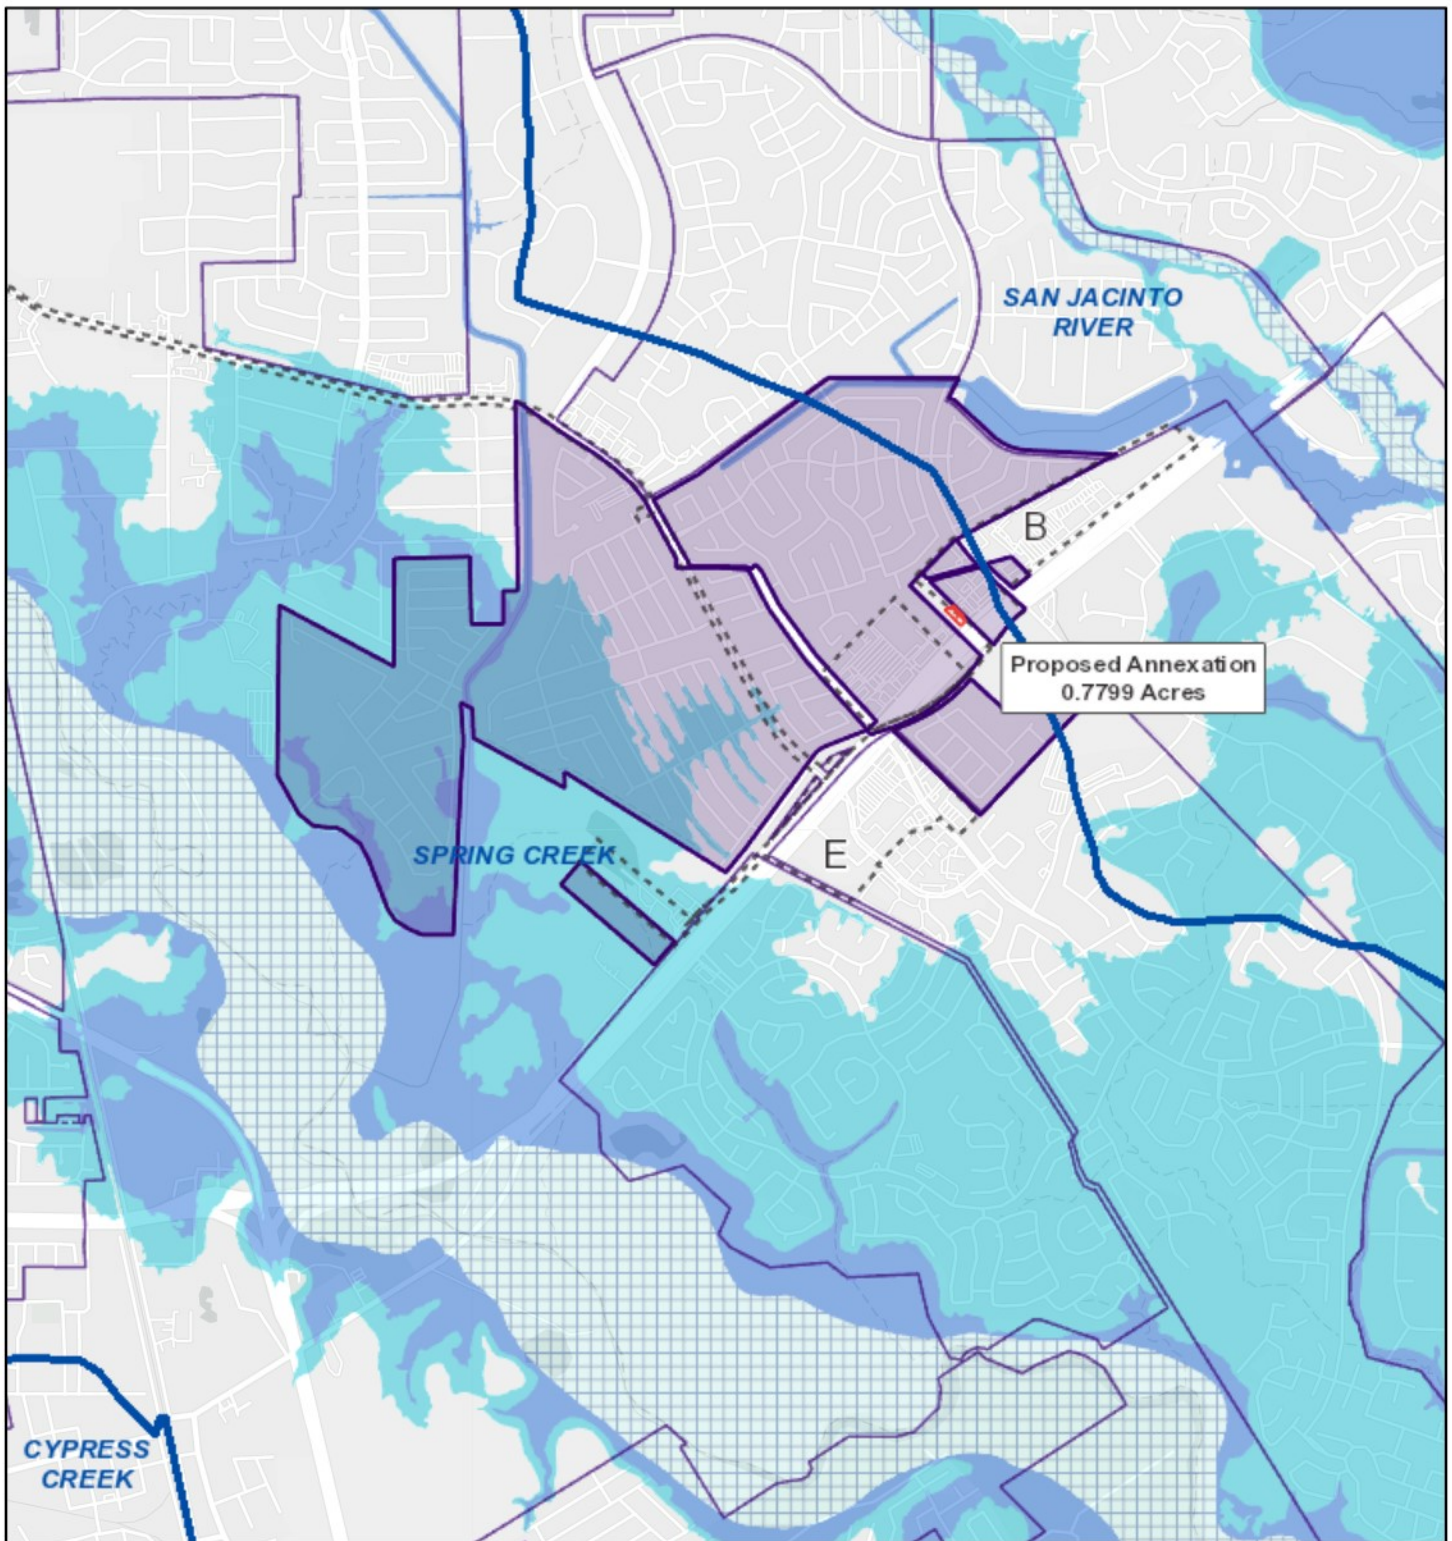 SAN JACINTO
RIVER
B
Proposed Annexation
0.7799 Acres
SPRING CREEK
E
CYPRESS
CREEK